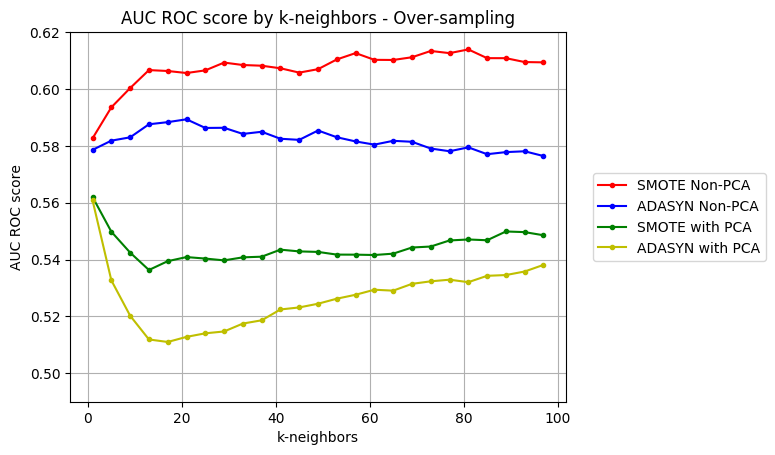 AUC ROC score by k-neighbors - Over-sampling
0.62
0.60
0.58
0.56
0.54
0.52
0.50
AUC ROC score
0 20 40 60 80 100
k-neighbors
SMOTE Non-PCA
ADASYN Non-PCA
SMOTE with PCA
ADASYN with PCA